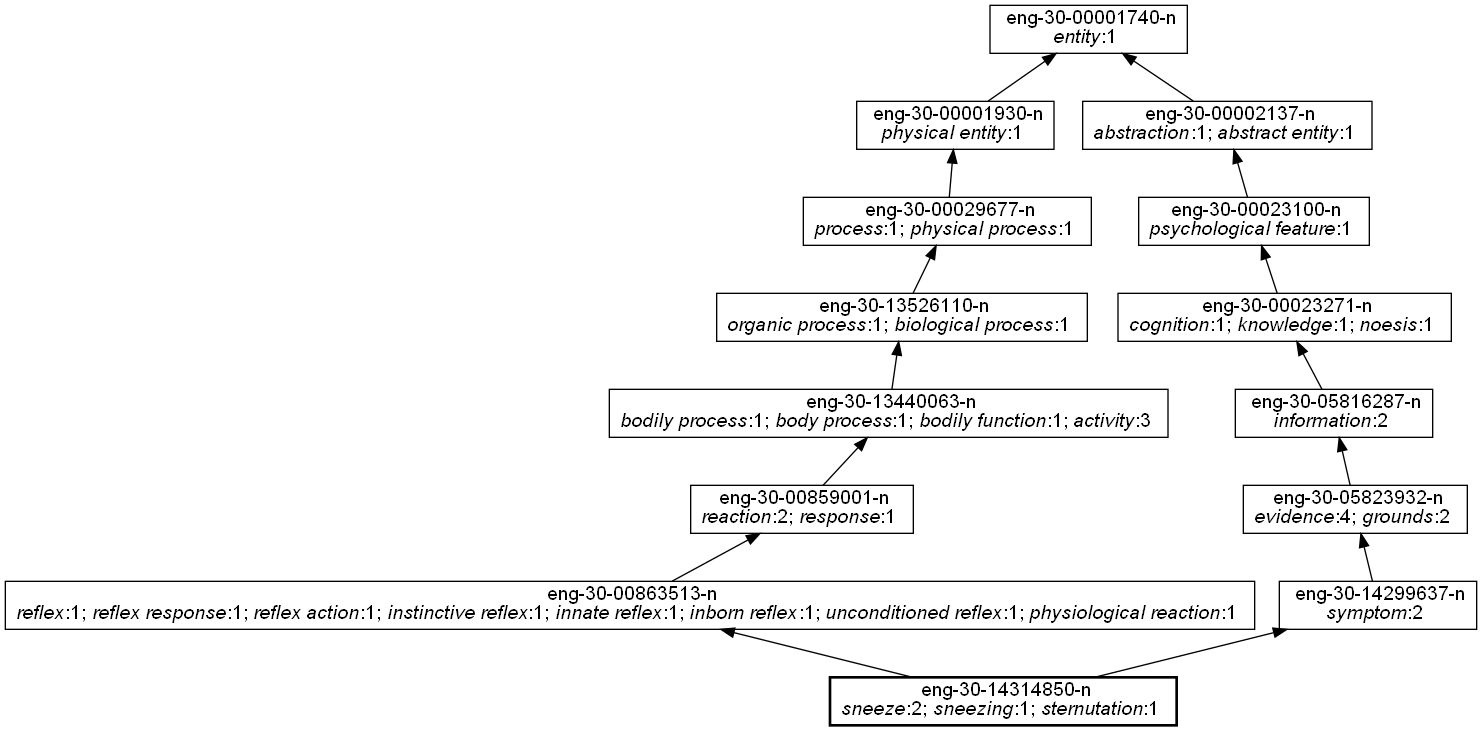 eng-30-00001740-n
entity:1
eng-30-00001930-n
physical entity:1
eng-30-00002137-n
abstraction:1; abstract entity:1
eng-30-00029677-n
process:1; physical process:1
eng-30-00023100-n
psychological feature:1
eng-30-13526110-n
organic process:1; biological process:1
eng-30-00023271-n
cognition:1; knowledge:1; noesis:1
eng-30-13440063-n
bodily process:1; body process:1; bodily function:1; activity:3
eng-30-05816287-n
information:2
eng-30-00859001-n
reaction:2; response:1
eng-30-05823932-n
evidence:4; grounds:2
eng-30-00863513-n
reflex:1; reflex response:1; reflex action:1; instinctive reflex:1; innate reflex:1; inborn reflex:1; unconditioned reflex:1; physiological reaction:1
eng-30-14299637-n
symptom:2
eng-30-14314850-n
sneeze:2; sneezing:1; sternutation:1